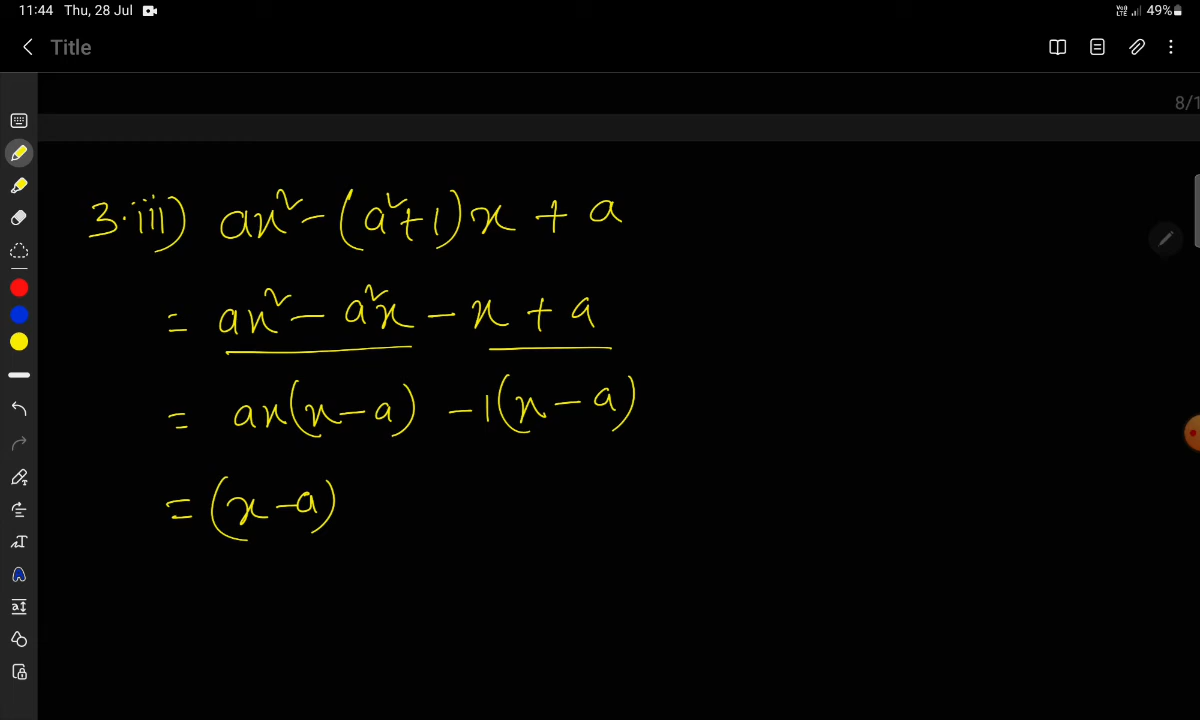 11:44 Thu, 28 Jul 49%
Title
8/1
3.iii) ax² - (a²+1)x + a
= ax² - a²x - x + a
= ax(x-a) -1(x-a)
= (x-a)